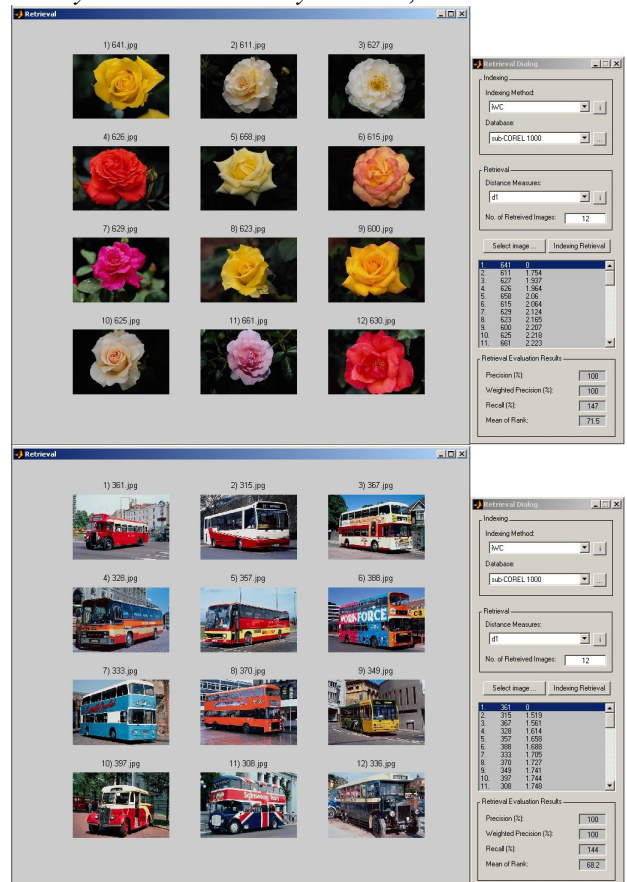 Retrieval
1) 641.jpg 2) 611.jpg 3) 627.jpg
4) 626.jpg 5) 658.jpg 6) 615.jpg
7) 629.jpg 8) 623.jpg 9) 600.jpg
10) 625.jpg 11) 661.jpg 12) 630.jpg
Retrieval Dialog
Indexing
Indexing Method:
iWC
i
Database:
sub-COREL 1000
...
Retrieval
Distance Measures:
d1
i
No. of Retreived Images: 12
Select image ... Indexing Retrieval
1. 641 0
2. 611 1.754
3. 627 1.937
4. 626 1.964
5. 658 2.06
6. 615 2.064
7. 629 2.124
8. 623 2.165
9. 600 2.207
10. 625 2.218
11. 661 2.223
Retrieval Evaluation Results
Precision (%): 100
Weighted Precision (%): 100
Recall (%): 147
Mean of Rank: 71.5
Retrieval
1) 361.jpg 2) 315.jpg 3) 367.jpg
4) 328.jpg 5) 357.jpg 6) 388.jpg
WORKFORCE
7) 333.jpg 8) 370.jpg 9) 349.jpg
10) 397.jpg 11) 308.jpg 12) 336.jpg
Retrieval Dialog
Indexing
Indexing Method:
iWC
i
Database:
sub-COREL 1000
...
Retrieval
Distance Measures:
d1
i
No. of Retreived Images: 12
Select image ... Indexing Retrieval
1. 361 0
2. 315 1.519
3. 367 1.561
4. 328 1.614
5. 357 1.658
6. 388 1.688
7. 333 1.705
8. 370 1.727
9. 349 1.741
10. 397 1.744
11. 308 1.748
Retrieval Evaluation Results
Precision (%): 100
Weighted Precision (%): 100
Recall (%): 144
Mean of Rank: 68.2